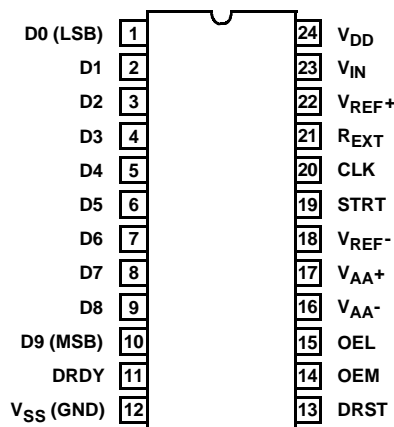 D0 (LSB) 1 24 VDD
D1 2 23 VIN
D2 3 22 VREF+
D3 4 21 REXT
D4 5 20 CLK
D5 6 19 STRT
D6 7 18 VREF-
D7 8 17 VAA+
D8 9 16 VAA-
D9 (MSB) 10 15 OEL
DRDY 11 14 OEM
VSS (GND) 12 13 DRST